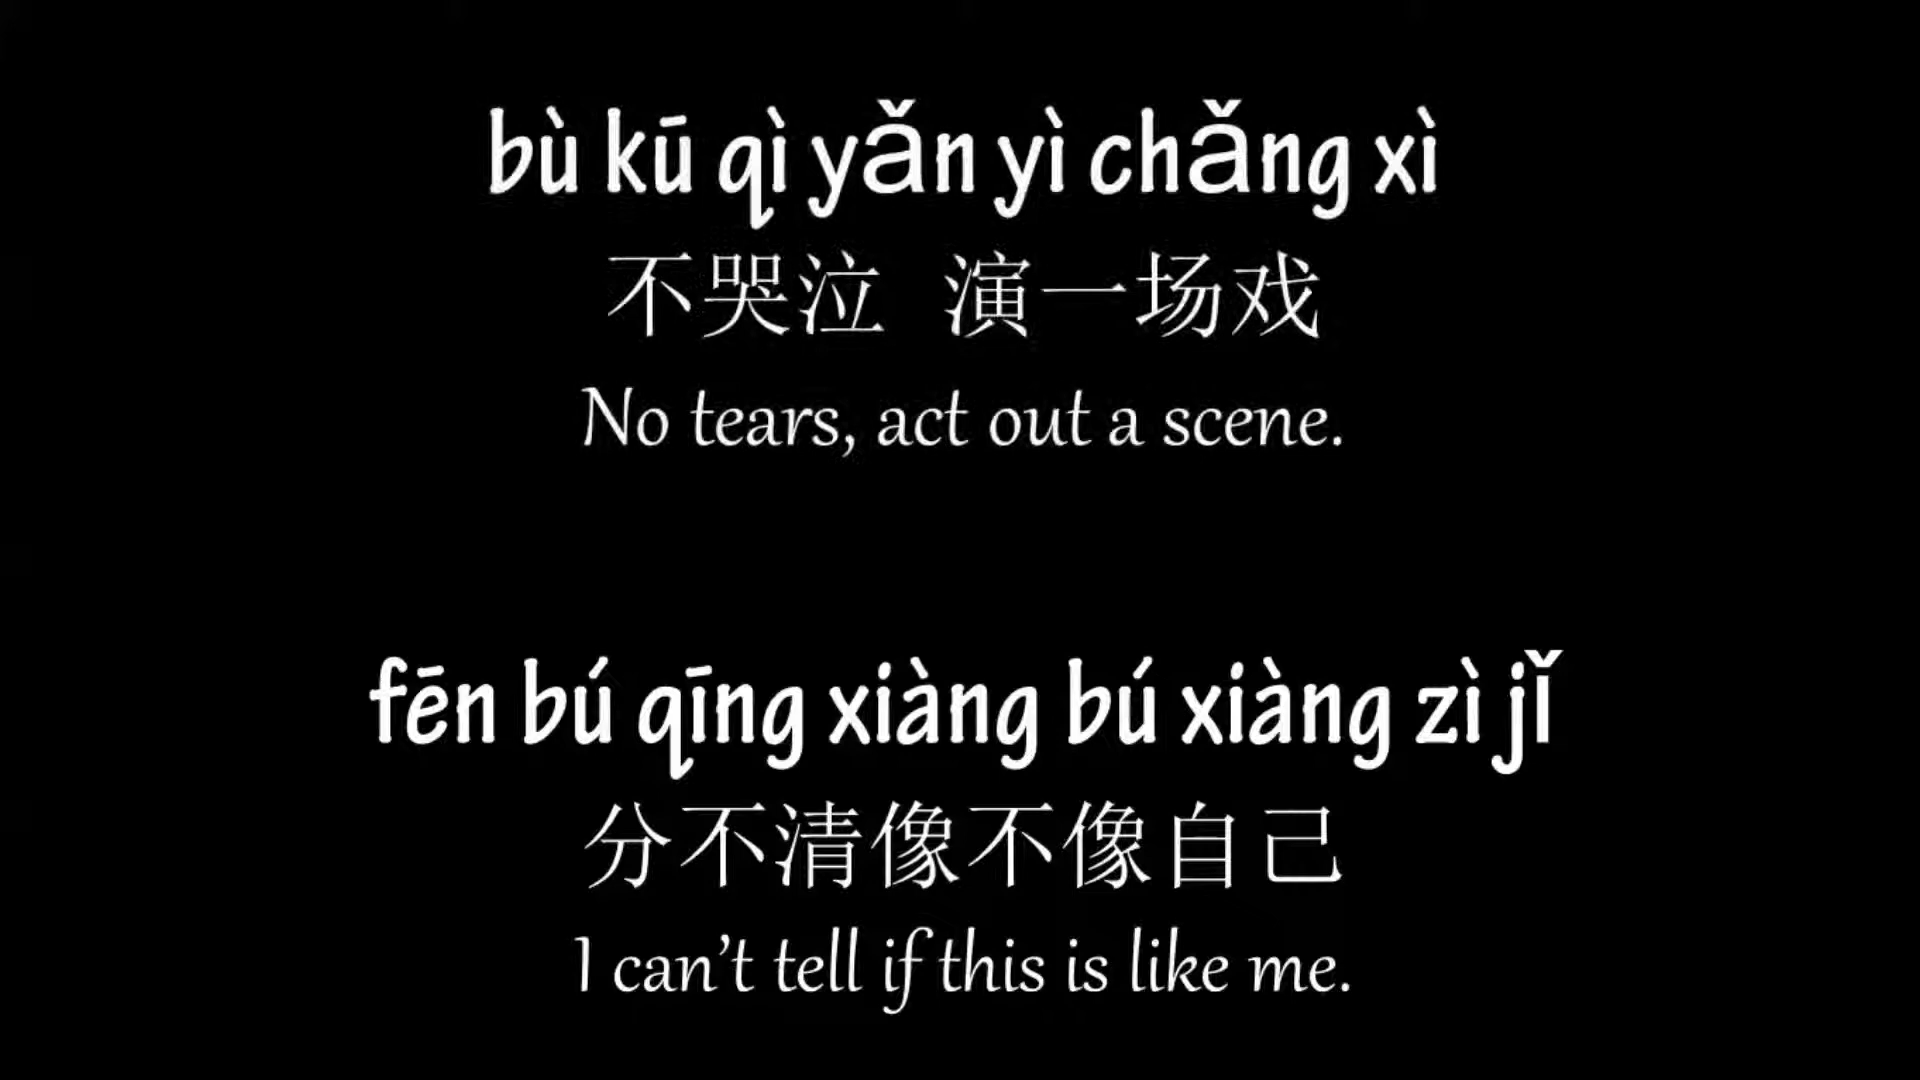 bù kū qì yǎn yì chǎng xì
不哭泣 演一场戏
No tears, act out a scene.
fēn bú qīng xiàng bú xiàng zì jǐ
分不清像不像自己
I can't tell if this is like me.